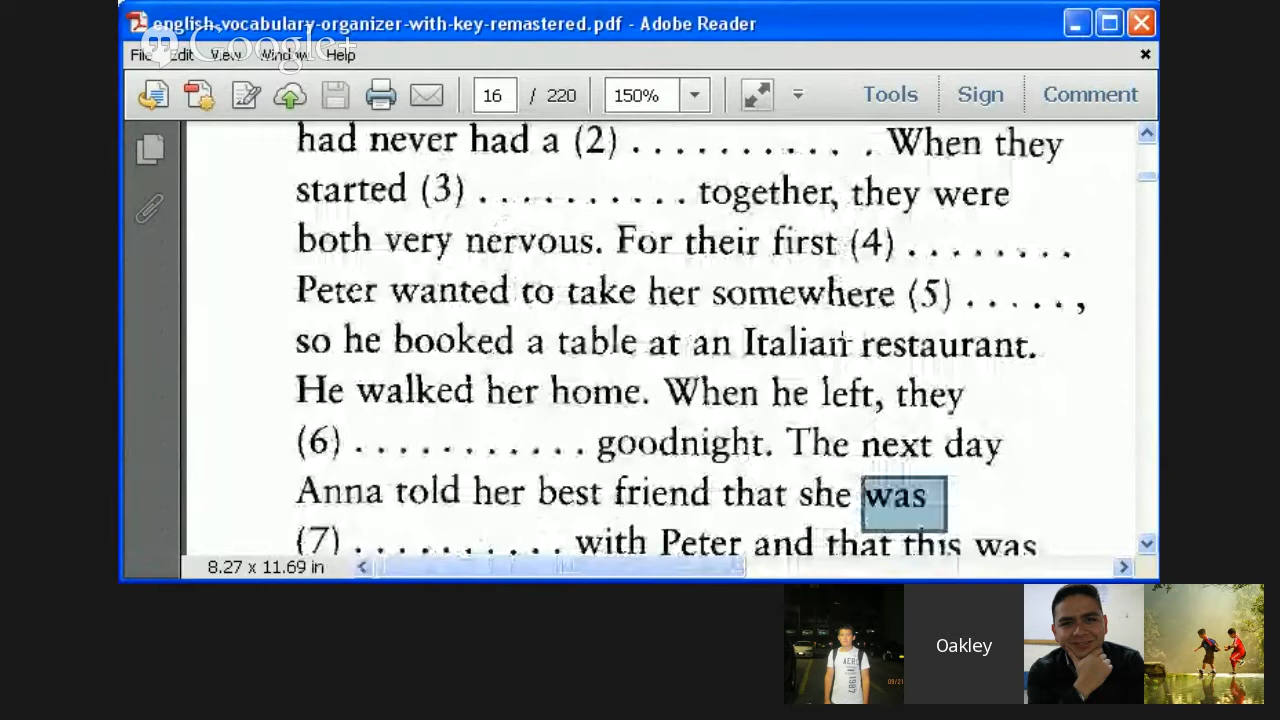 english-vocabulary-organizer-with-key-remastered.pdf - Adobe Reader
Google+
File Edit View Window Help
16 / 220 150% Tools Sign Comment
had never had a (2) . . . . . . . . . . . . When they
started (3) . . . . . . . . . . together, they were
both very nervous. For their first (4) . . . . . . . .
Peter wanted to take her somewhere (5) . . . . . ,
so he booked a table at an Italian restaurant.
He walked her home. When he left, they
(6) . . . . . . . . . . . goodnight. The next day
Anna told her best friend that she was
(7) . . . . . . . . . . with Peter and that this was
8.27 x 11.69 in
Oakley